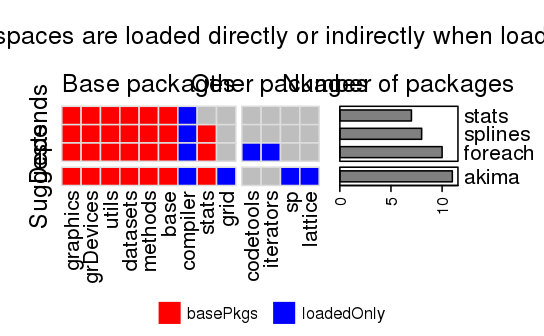 spaces are loaded directly or indirectly when load
Base packages
Other packages
Number of packages
Depends
Suggests
stats
splines
foreach
akima
graphics
grDevices
utils
datasets
methods
base
compiler
stats
grid
codetools
iterators
sp
lattice
0
5
10
basePkgs
loadedOnly